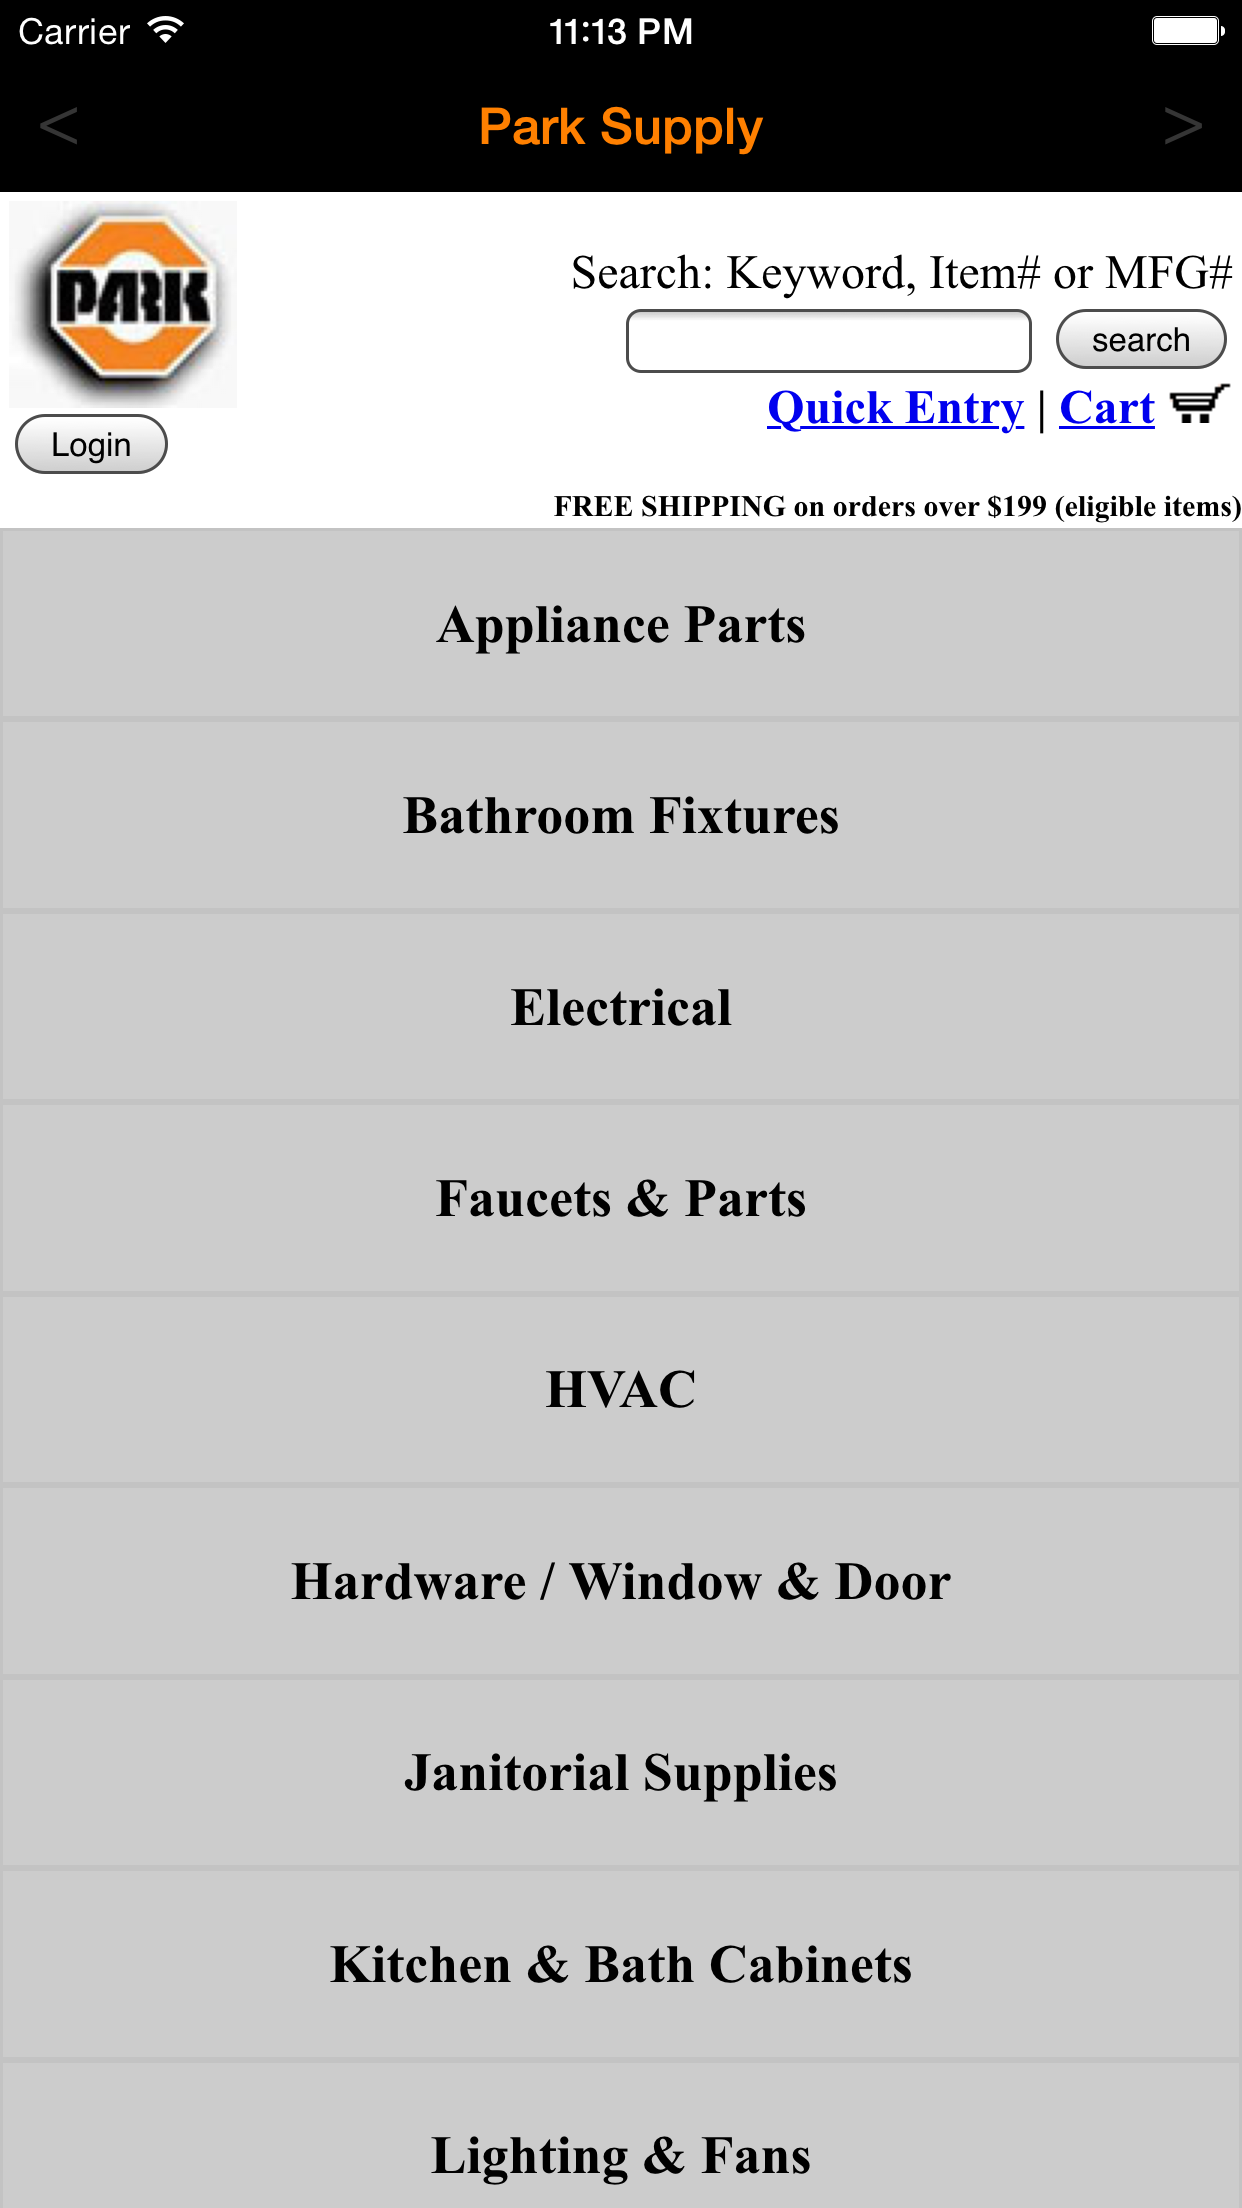 Carrier 11:13 PM
< Park Supply >
PARK
Search: Keyword, Item# or MFG#
search
Quick Entry | Cart
Login
FREE SHIPPING on orders over $199 (eligible items)
Appliance Parts
Bathroom Fixtures
Electrical
Faucets & Parts
HVAC
Hardware / Window & Door
Janitorial Supplies
Kitchen & Bath Cabinets
Lighting & Fans